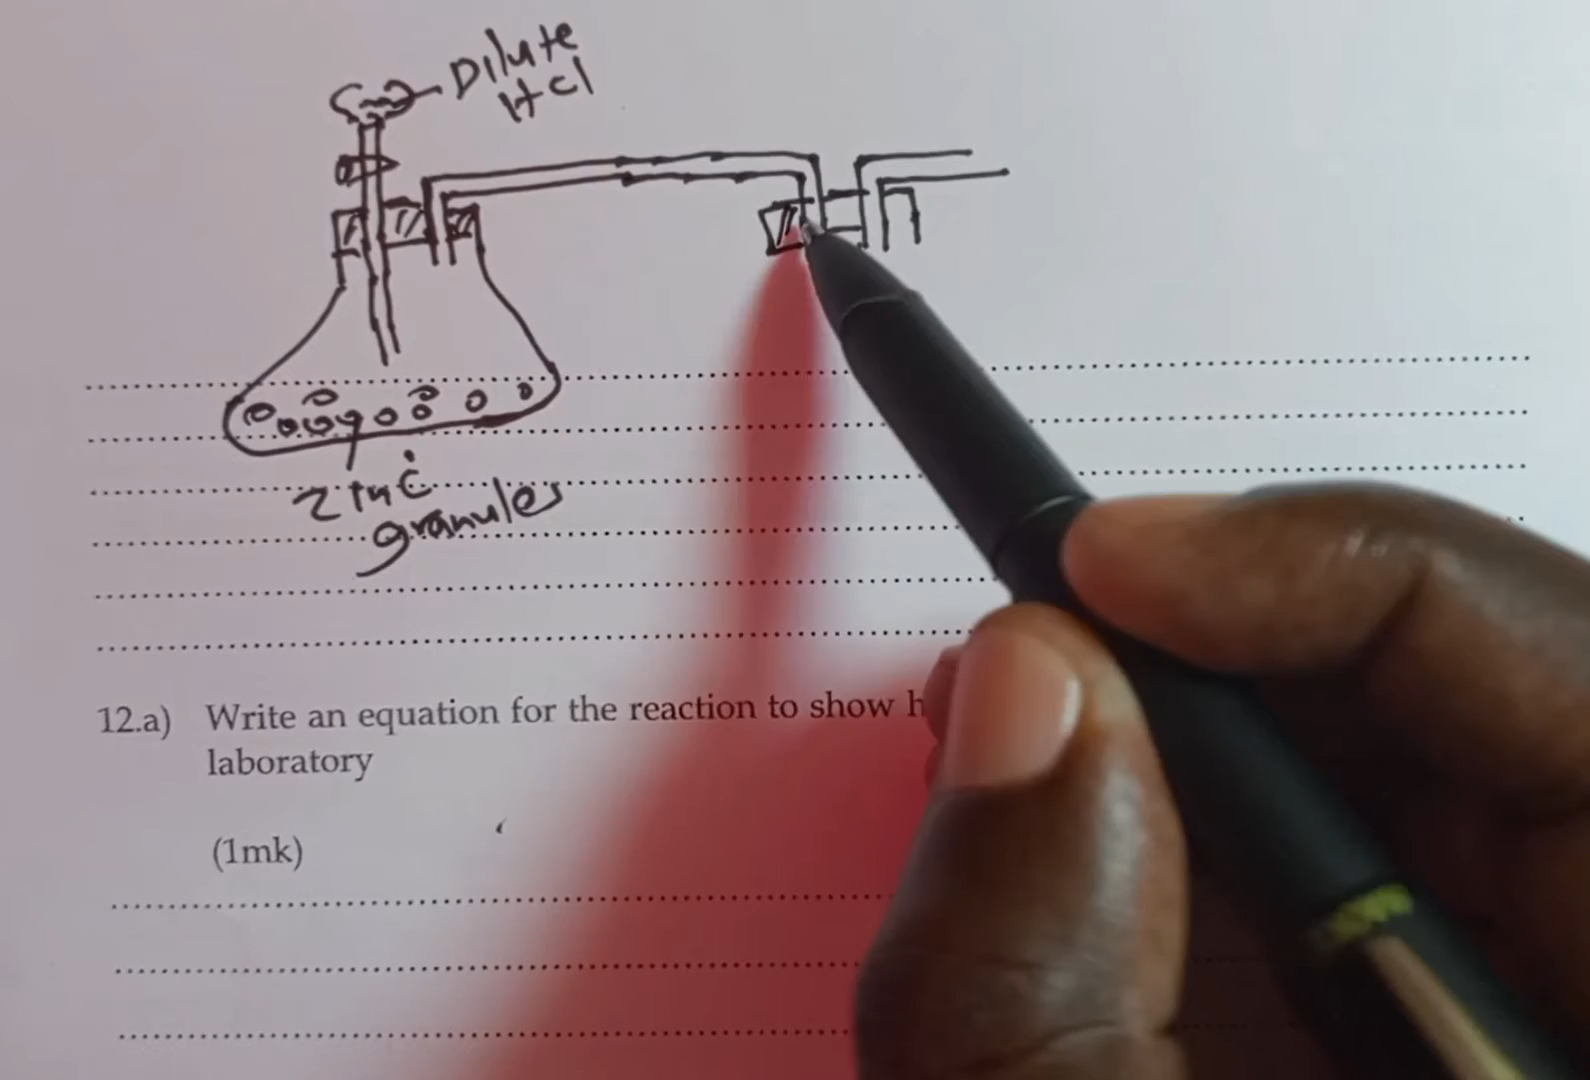 Dilute
HCl
zinc
granules
12.a) Write an equation for the reaction to show
laboratory
(1mk)